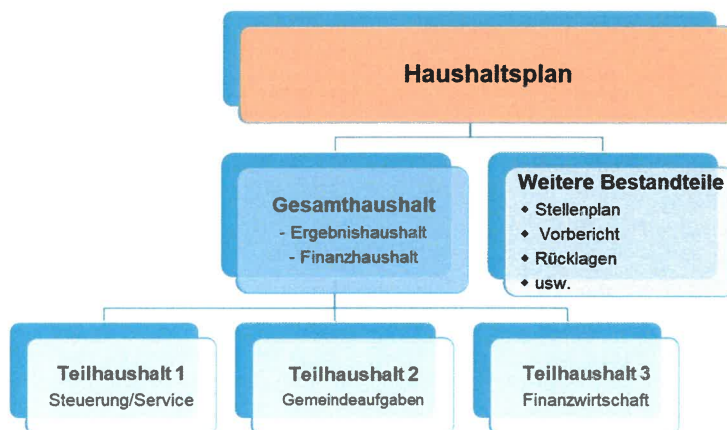 Haushaltsplan
Gesamthaushalt
- Ergebnishaushalt
- Finanzhaushalt
Weitere Bestandteile
◆ Stellenplan
◆ Vorbericht
◆ Rücklagen
◆ usw.
Teilhaushalt 1
Steuerung/Service
Teilhaushalt 2
Gemeindeaufgaben
Teilhaushalt 3
Finanzwirtschaft